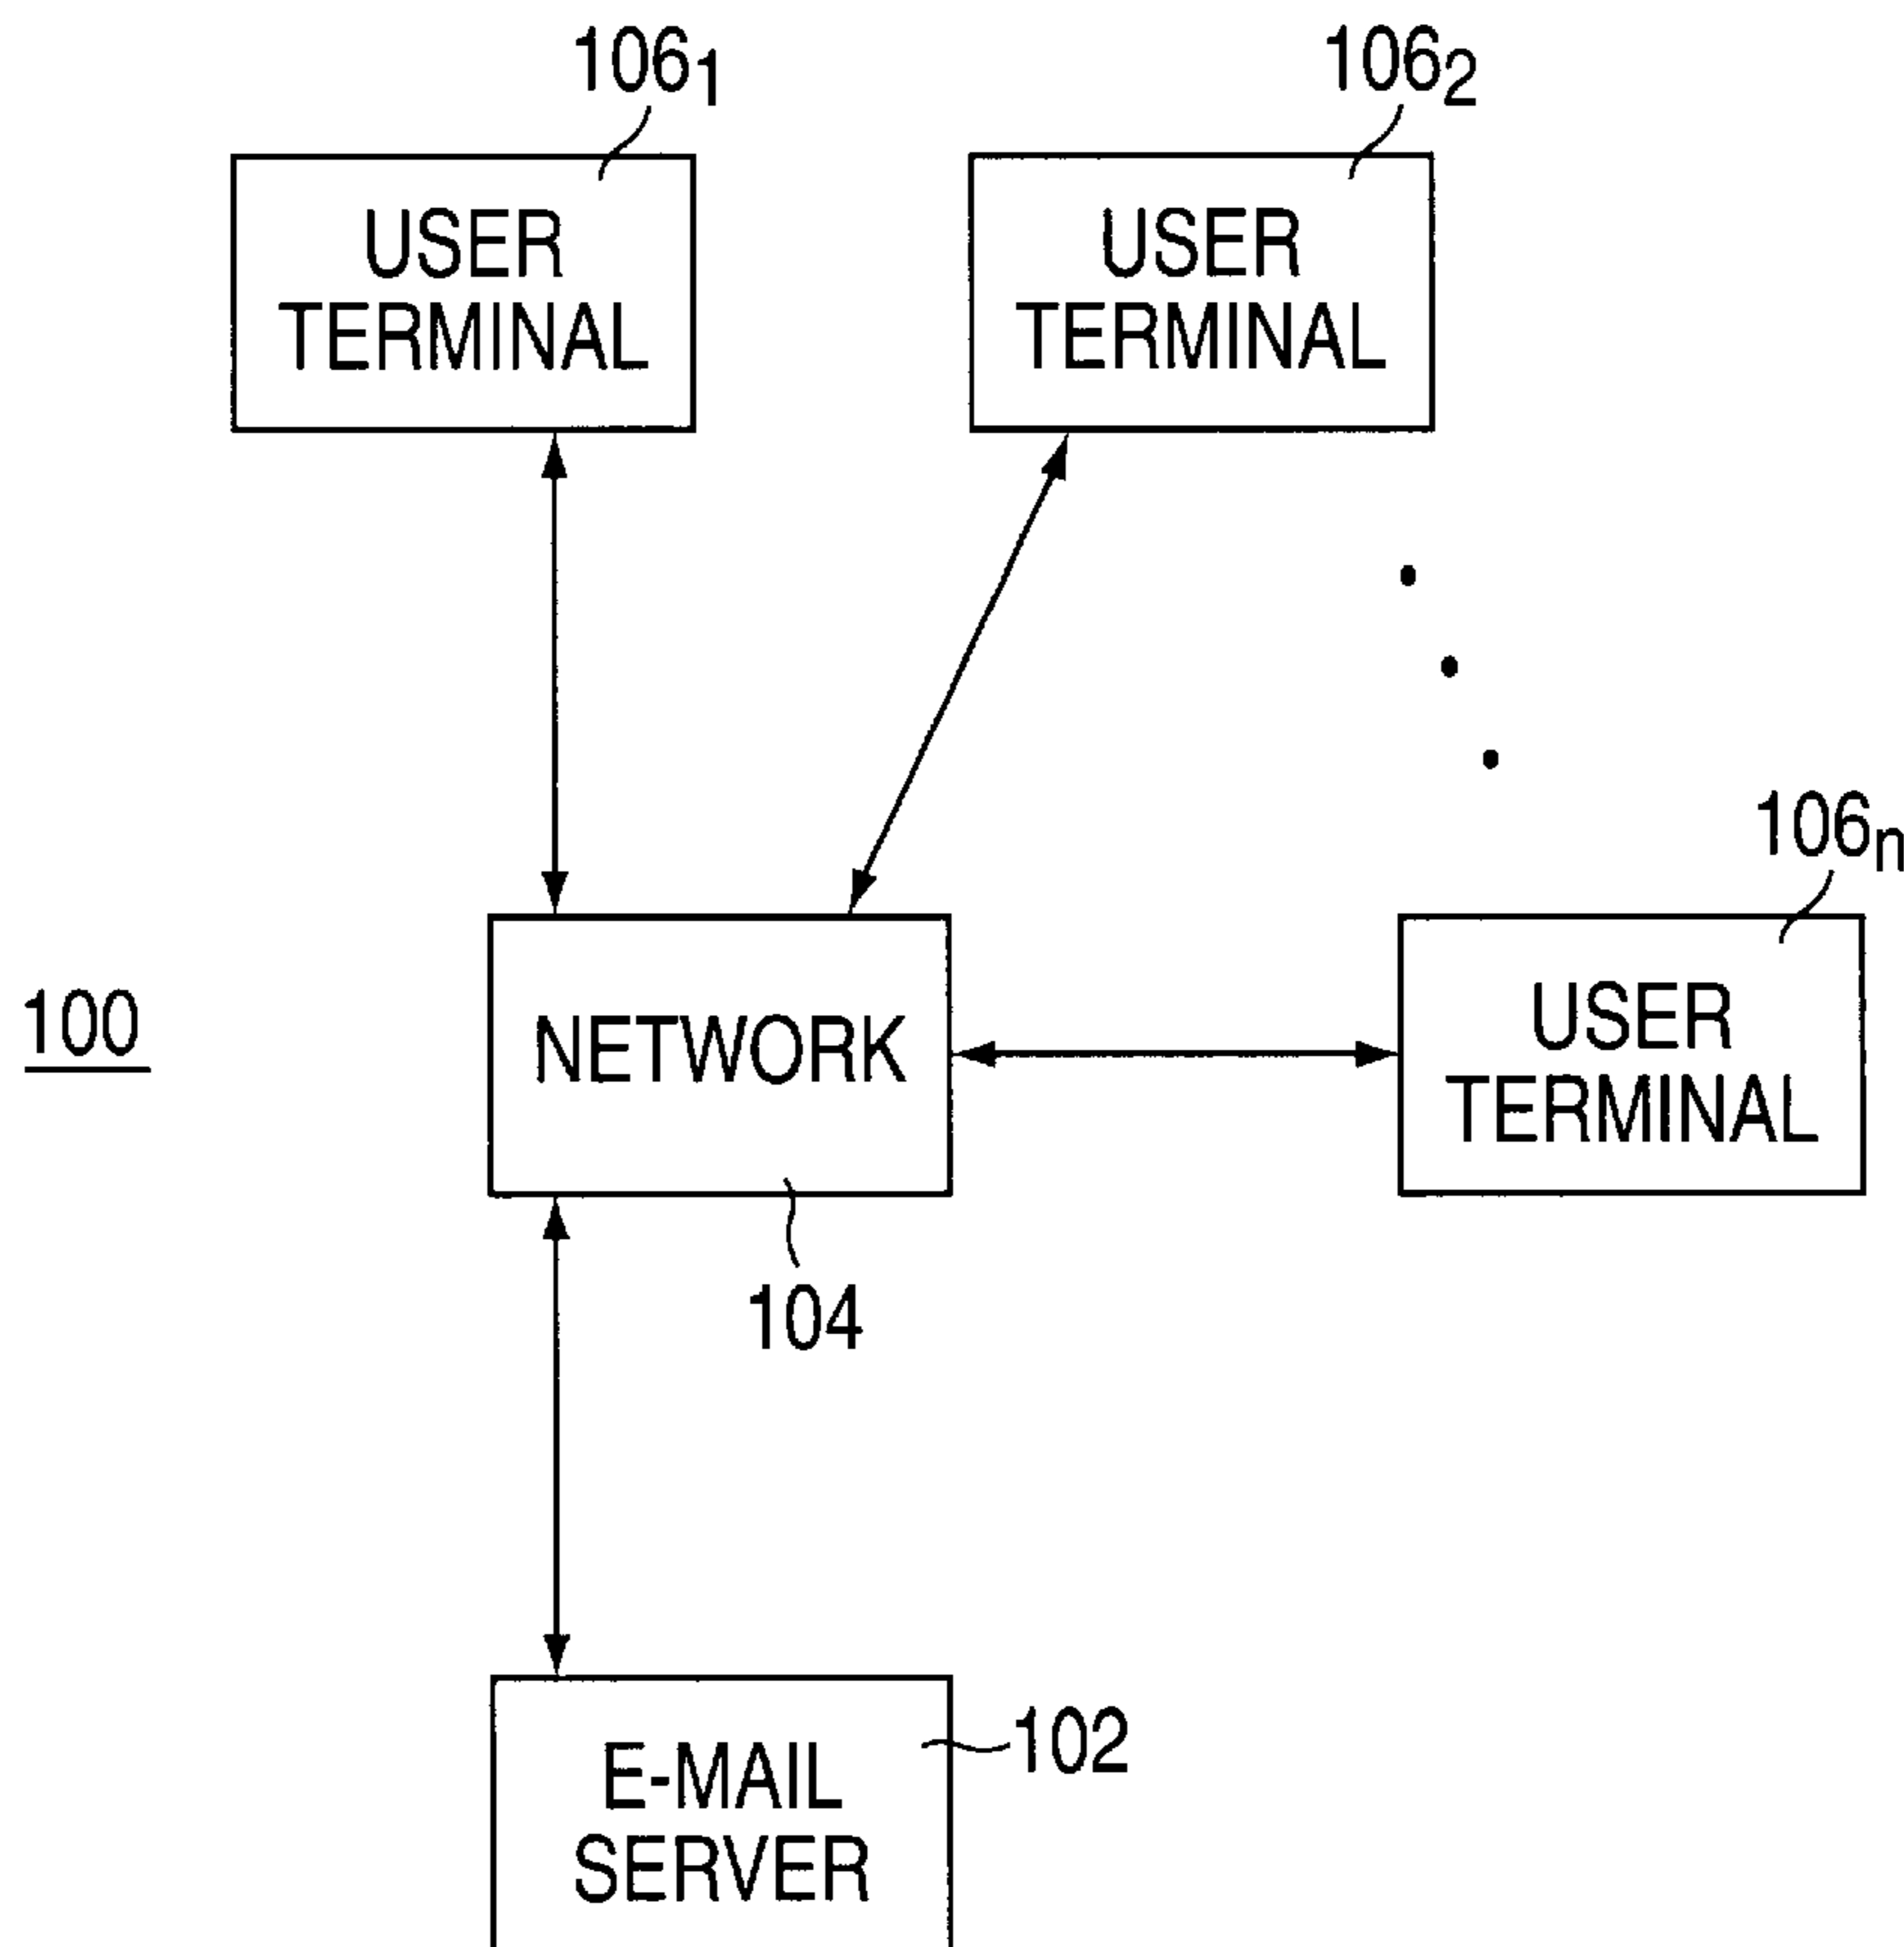 106₁
106₂
USER
TERMINAL
USER
TERMINAL
106ₙ
100
NETWORK
USER
TERMINAL
104
102
E-MAIL
SERVER